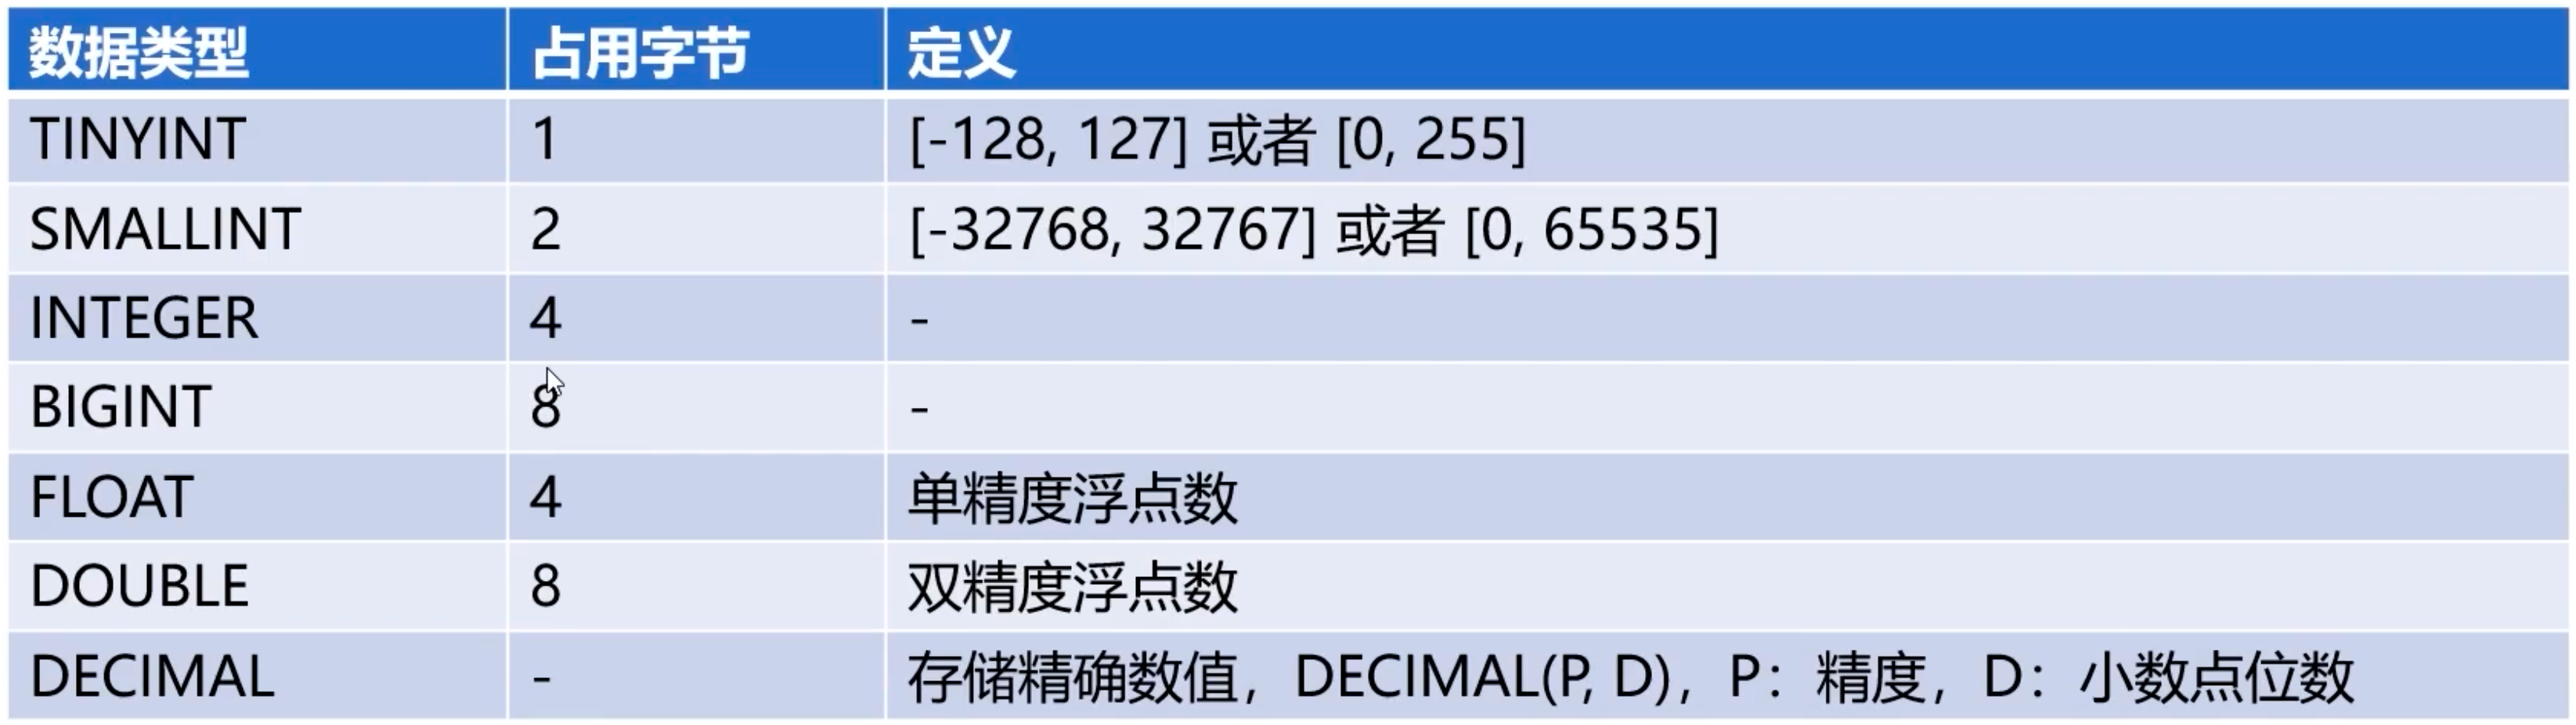 数据类型 占用字节 定义
TINYINT 1 [-128, 127] 或者 [0, 255]
SMALLINT 2 [-32768, 32767] 或者 [0, 65535]
INTEGER 4 -
BIGINT 8 -
FLOAT 4 单精度浮点数
DOUBLE 8 双精度浮点数
DECIMAL - 存储精确数值，DECIMAL(P, D)，P：精度，D：小数点位数